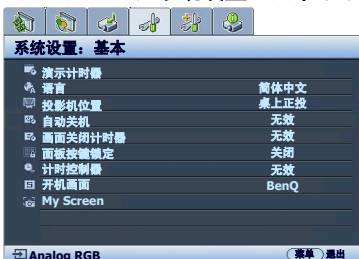 系统设置：基本
演示计时器
语言 简体中文
投影机位置 桌上正投
自动关机 无效
画面关闭计时器 无效
面板按键锁定 关闭
计时控制器 无效
开机画面 BenQ
My Screen
Analog RGB 菜单 退出